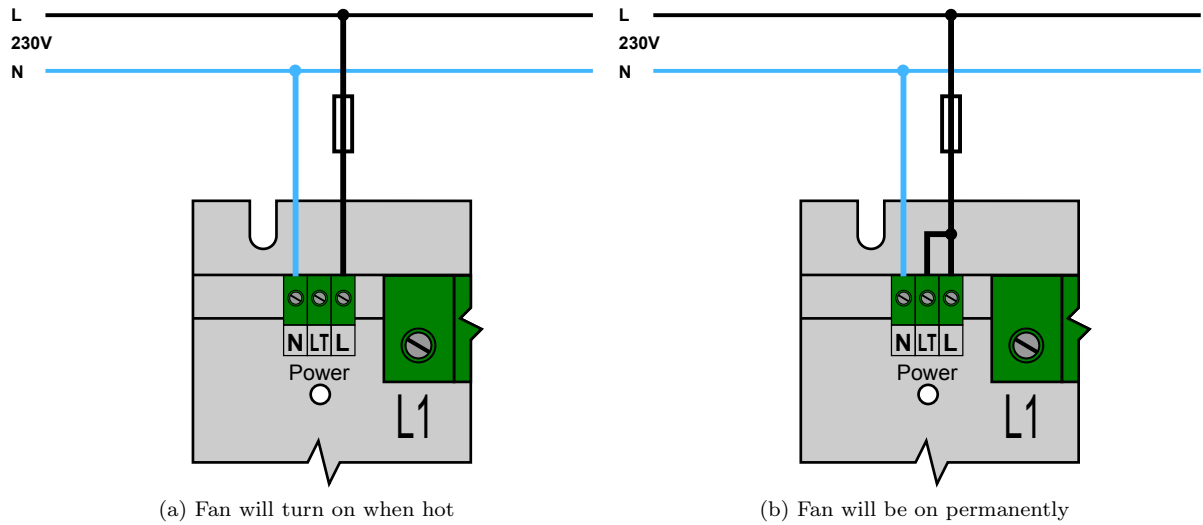 L
230V
N
N LT L
Power
L1
(a) Fan will turn on when hot
L
230V
N
N LT L
Power
L1
(b) Fan will be on permanently